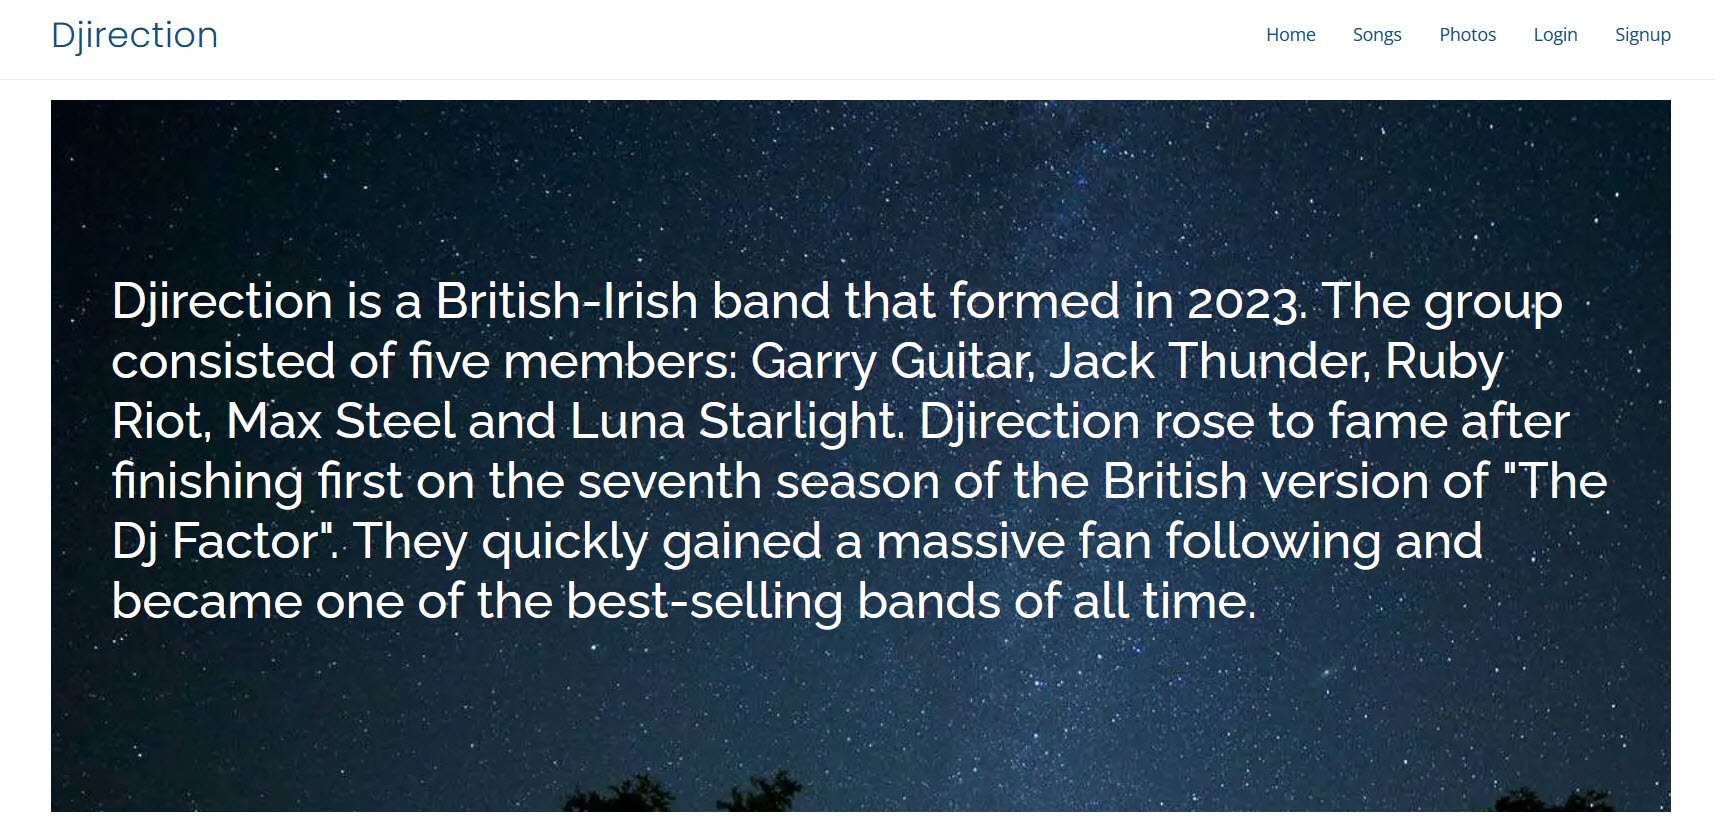 Djirection
Home Songs Photos Login Signup
Djirection is a British-Irish band that formed in 2023. The group
consisted of five members: Garry Guitar, Jack Thunder, Ruby
Riot, Max Steel and Luna Starlight. Djirection rose to fame after
finishing first on the seventh season of the British version of "The
Dj Factor". They quickly gained a massive fan following and
became one of the best-selling bands of all time.